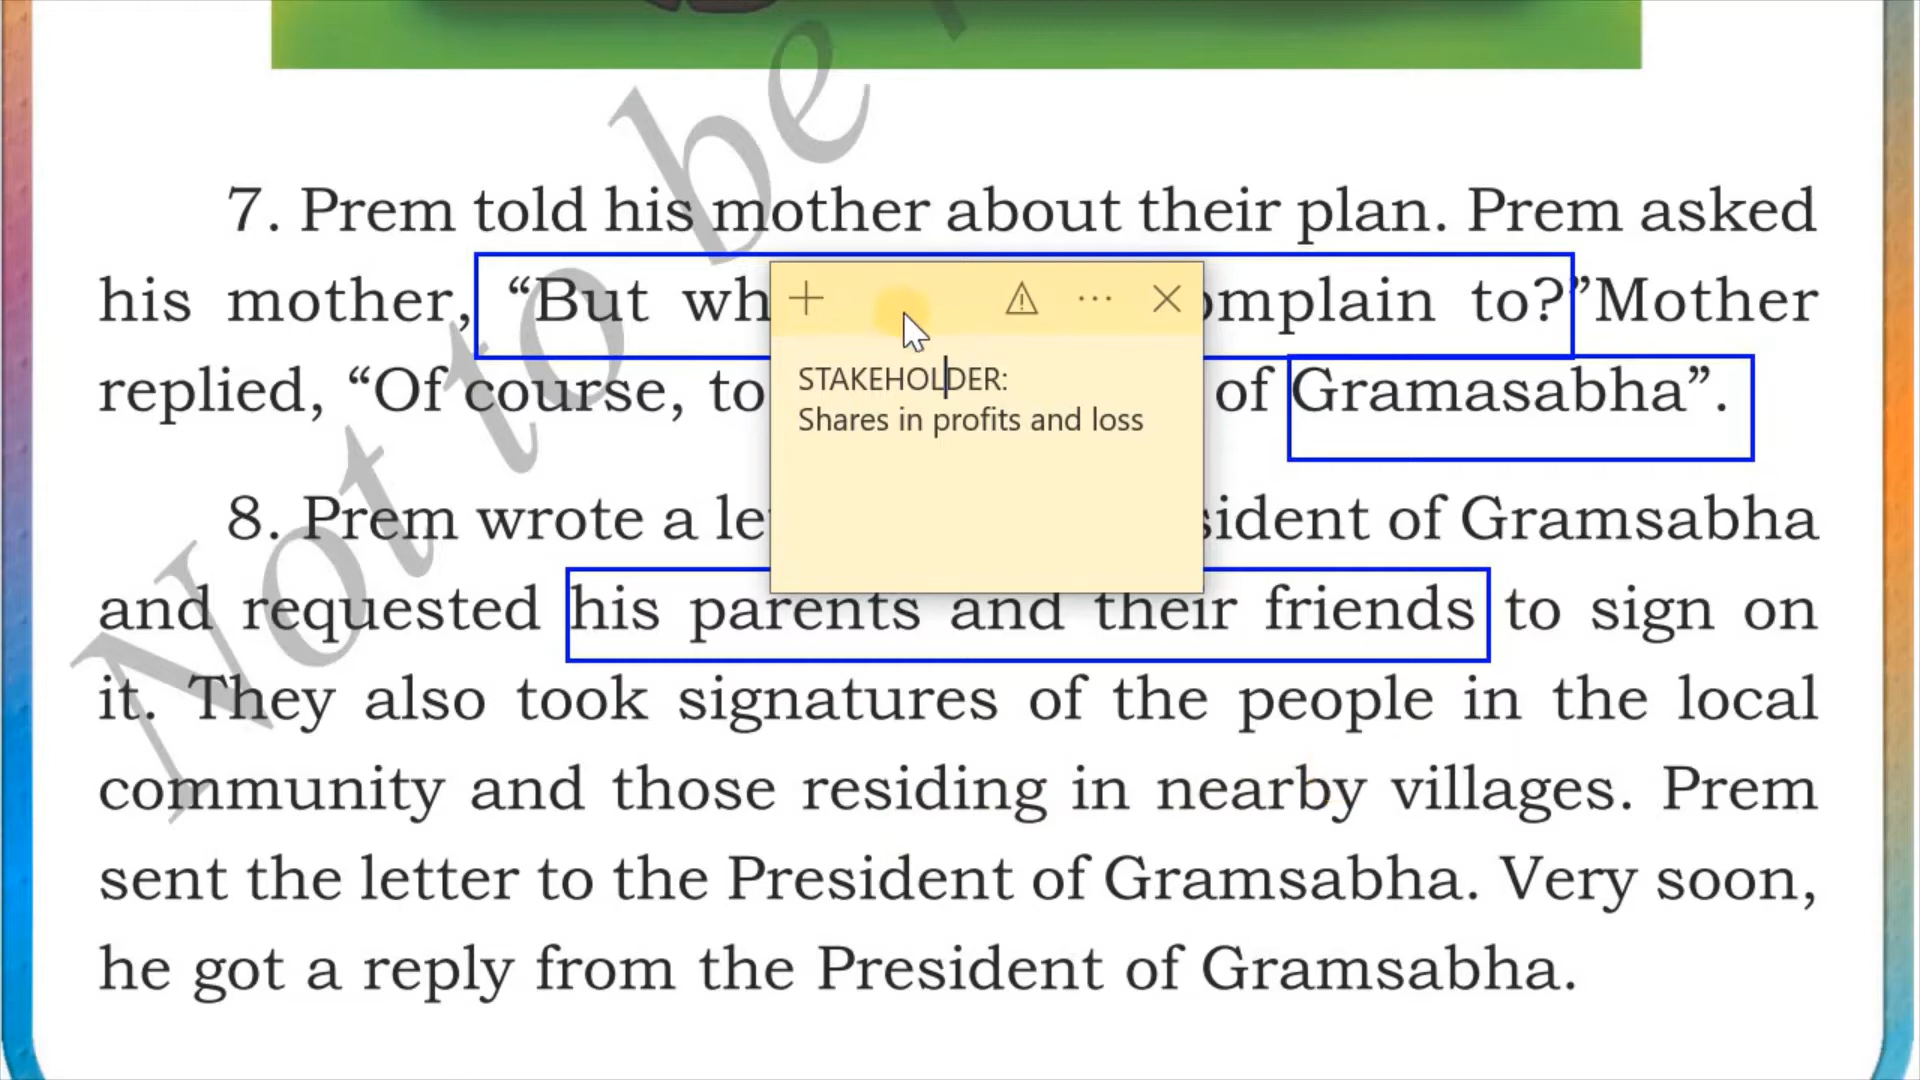 7. Prem told his mother about their plan. Prem asked
his mother, “But wh omplain to?”Mother
replied, “Of course, to of Gramasabha”.
STAKEHOLDER:
Shares in profits and loss
8. Prem wrote a le sident of Gramsabha
and requested his parents and their friends to sign on
it. They also took signatures of the people in the local
community and those residing in nearby villages. Prem
sent the letter to the President of Gramsabha. Very soon,
he got a reply from the President of Gramsabha.
Not to be